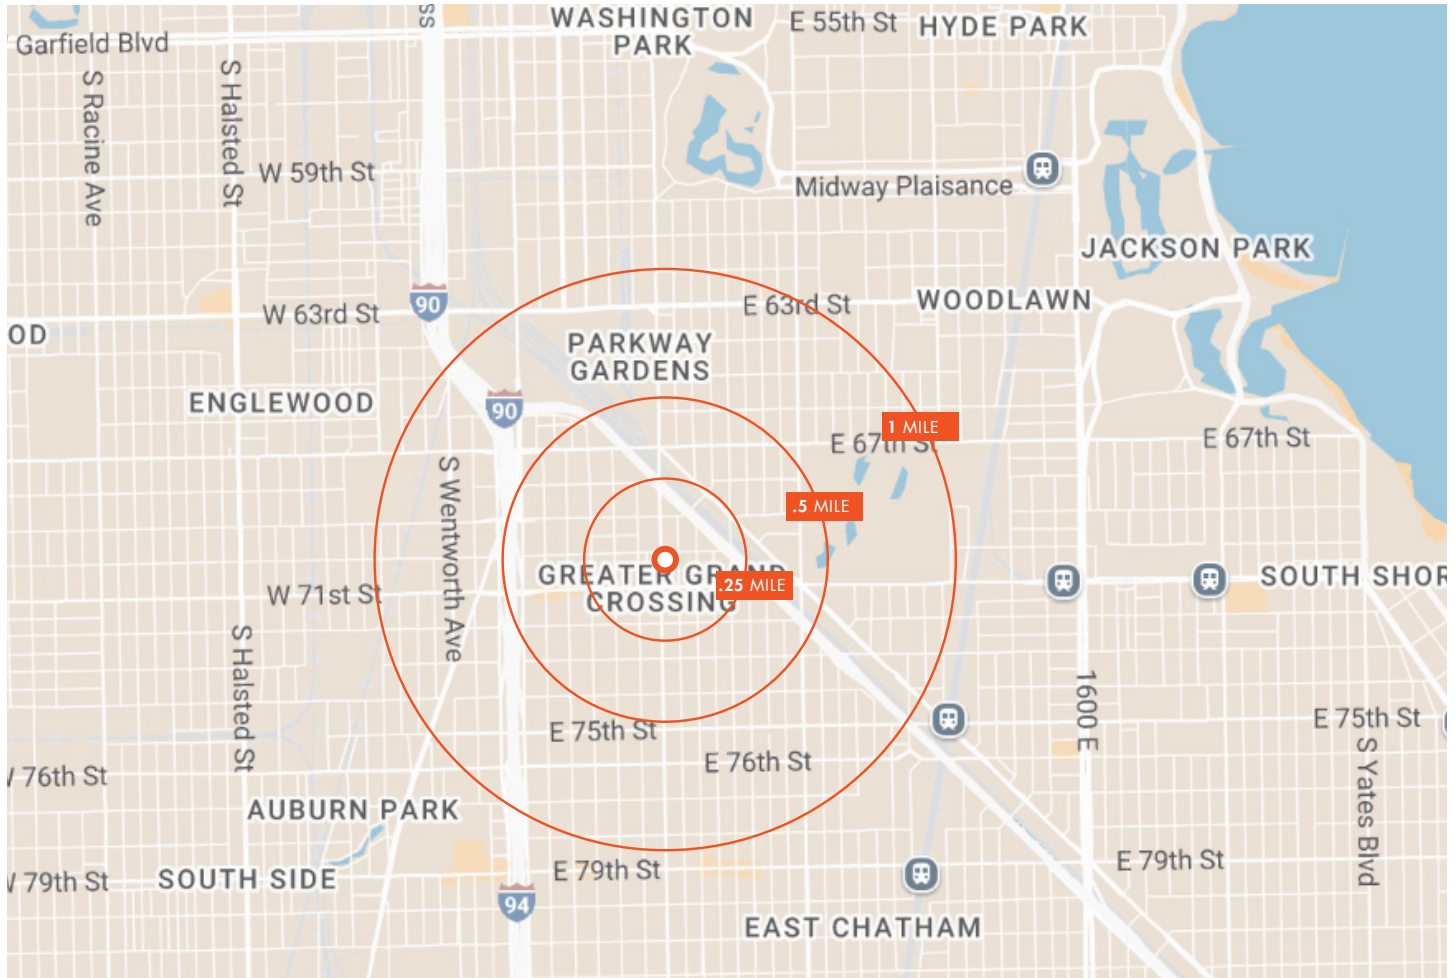 WASHINGTON
PARK
E 55th St
HYDE PARK
Garfield Blvd
S Racine Ave
S Halsted St
W 59th St
Midway Plaisance
JACKSON PARK
90
W 63rd St
E 63rd St
WOODLAWN
OD
PARKWAY
GARDENS
ENGLEWOOD
90
1 MILE
E 67th St
E 67th St
S Wentworth Ave
.5 MILE
GREATER GRAND
CROSSING
.25 MILE
W 71st St
SOUTH SHOR
S Halsted St
1600 E
E 75th St
E 75th St
E 76th St
76th St
S Yates Blvd
AUBURN PARK
E 79th St
E 79th St
79th St
SOUTH SIDE
94
EAST CHATHAM